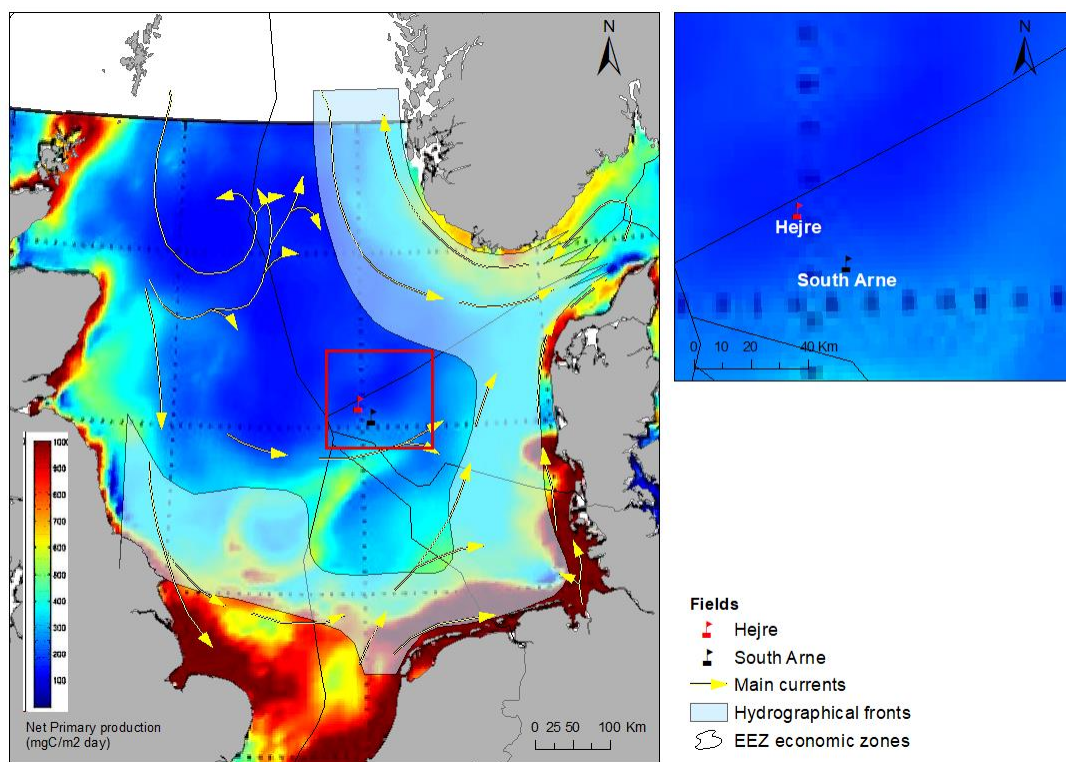 N
N
Hejre
South Arne
0 10 20 40 Km
1000
900
800
700
600
500
400
300
200
100
Net Primary production
(mgC/m2 day)
0 25 50 100 Km
Fields
Hejre
South Arne
Main currents
Hydrographical fronts
EEZ economic zones